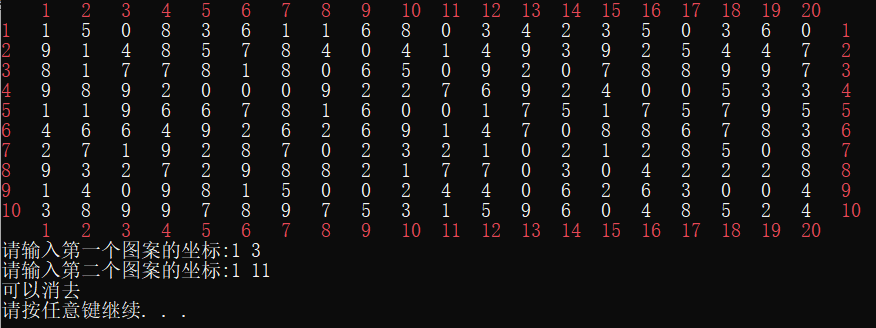 1 2 3 4 5 6 7 8 9 10 11 12 13 14 15 16 17 18 19 20
1 1 5 0 8 3 6 1 1 6 8 0 3 4 2 3 5 0 3 6 0 1
2 9 1 4 8 5 7 8 4 0 4 1 4 9 3 9 2 5 4 4 7 2
3 8 1 7 7 8 1 8 0 6 5 0 9 2 0 7 8 8 9 9 7 3
4 9 8 9 2 0 0 0 9 2 2 7 6 9 2 4 0 0 5 3 3 4
5 1 1 9 6 6 7 8 1 6 0 0 1 7 5 1 7 5 7 9 5 5
6 4 6 6 4 9 2 6 2 6 9 1 4 7 0 8 8 6 7 8 3 6
7 2 7 1 9 2 8 7 0 2 3 2 1 0 2 1 2 8 5 0 8 7
8 9 3 2 7 2 9 8 8 2 1 7 7 0 3 0 4 2 2 2 8 8
9 1 4 0 9 8 1 5 0 0 2 4 4 0 6 2 6 3 0 0 4 9
10 3 8 9 9 7 8 9 7 5 3 1 5 9 6 0 4 8 5 2 4 10
1 2 3 4 5 6 7 8 9 10 11 12 13 14 15 16 17 18 19 20
请输入第一个图案的坐标:1 3
请输入第二个图案的坐标:1 11
可以消去
请按任意键继续. . .